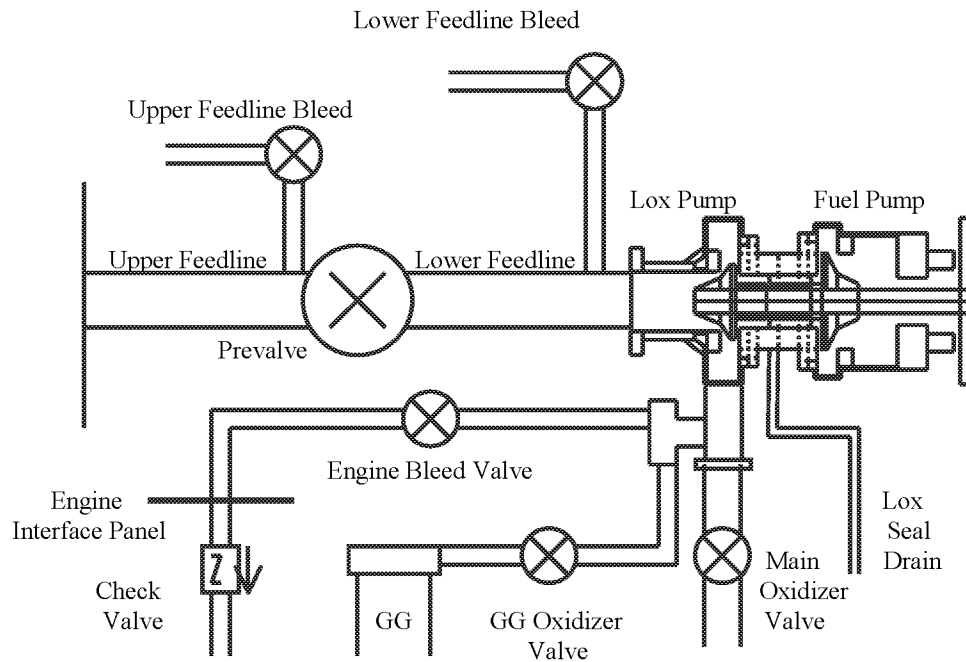 Lower Feedline Bleed
Upper Feedline Bleed
Lox Pump
Fuel Pump
Upper Feedline
Lower Feedline
Prevalve
Engine Bleed Valve
Engine
Interface Panel
Lox
Seal
Drain
Check
Valve
Z
GG
GG Oxidizer
Valve
Main
Oxidizer
Valve